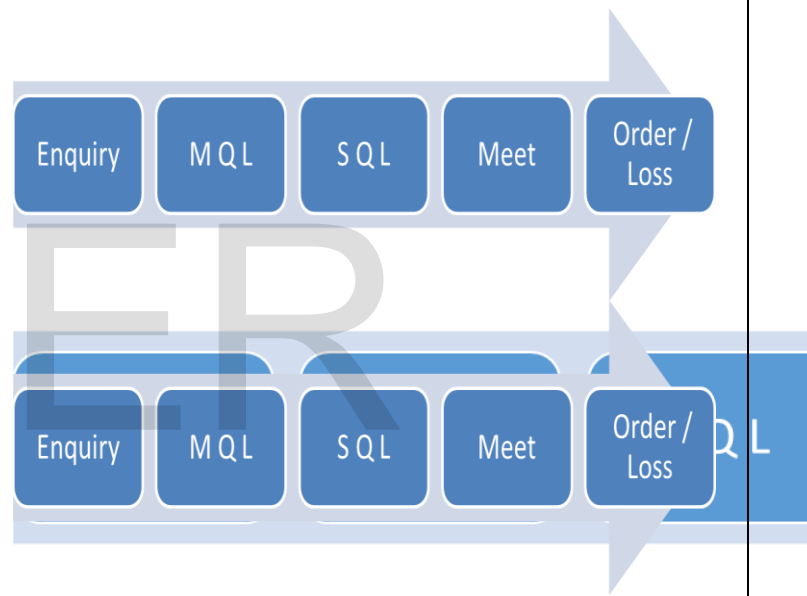 Enquiry M Q L S Q L Meet Order /
Loss
ER
Enquiry M Q L S Q L Meet Order /
Loss
Q L